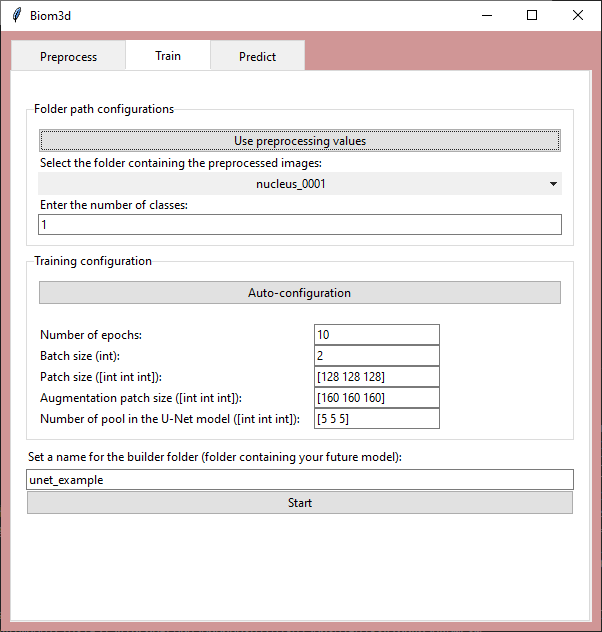 Biom3d
Preprocess Train Predict
Folder path configurations
Use preprocessing values
Select the folder containing the preprocessed images:
nucleus_0001
Enter the number of classes:
1
Training configuration
Auto-configuration
Number of epochs: 10
Batch size (int): 2
Patch size ([int int int]): [128 128 128]
Augmentation patch size ([int int int]): [160 160 160]
Number of pool in the U-Net model ([int int int]): [5 5 5]
Set a name for the builder folder (folder containing your future model):
unet_example
Start